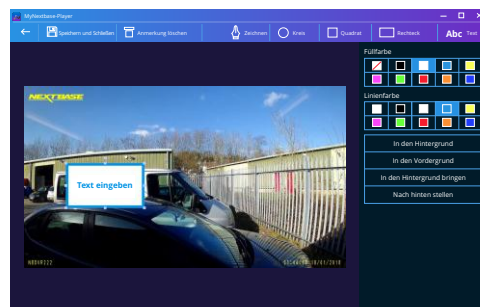 MyNextbase-Player
Speichern und Schließen
Anmerkung löschen
Zeichnen
Kreis
Quadrat
Rechteck
Abc Text
Füllfarbe
NEXTBASE
Linienfarbe
In den Hintergrund
In den Vordergrund
In den Hintergrund bringen
Nach hinten stellen
Text eingeben